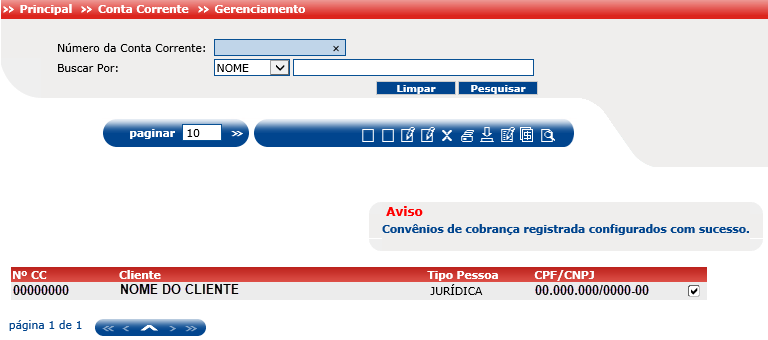 >> Principal >> Conta Corrente >> Gerenciamento
Número da Conta Corrente: ×
Buscar Por: NOME
Limpar Pesquisar
paginar 10 >>
Aviso
Convênios de cobrança registrada configurados com sucesso.
Nº CC Cliente Tipo Pessoa CPF/CNPJ
00000000 NOME DO CLIENTE JURÍDICA 00.000.000/0000-00
página 1 de 1 << < > >>